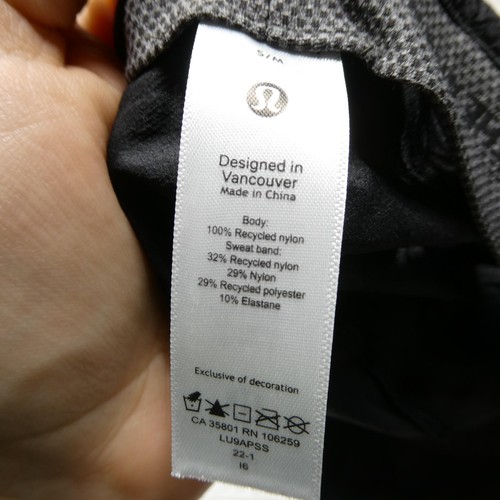 S/M
Designed in
Vancouver
Made in China
Body:
100% Recycled nylon
Sweat band:
32% Recycled nylon
29% Nylon
29% Recycled polyester
10% Elastane
Exclusive of decoration
CA 35801 RN 106259
LU9APSS
22-1
I6